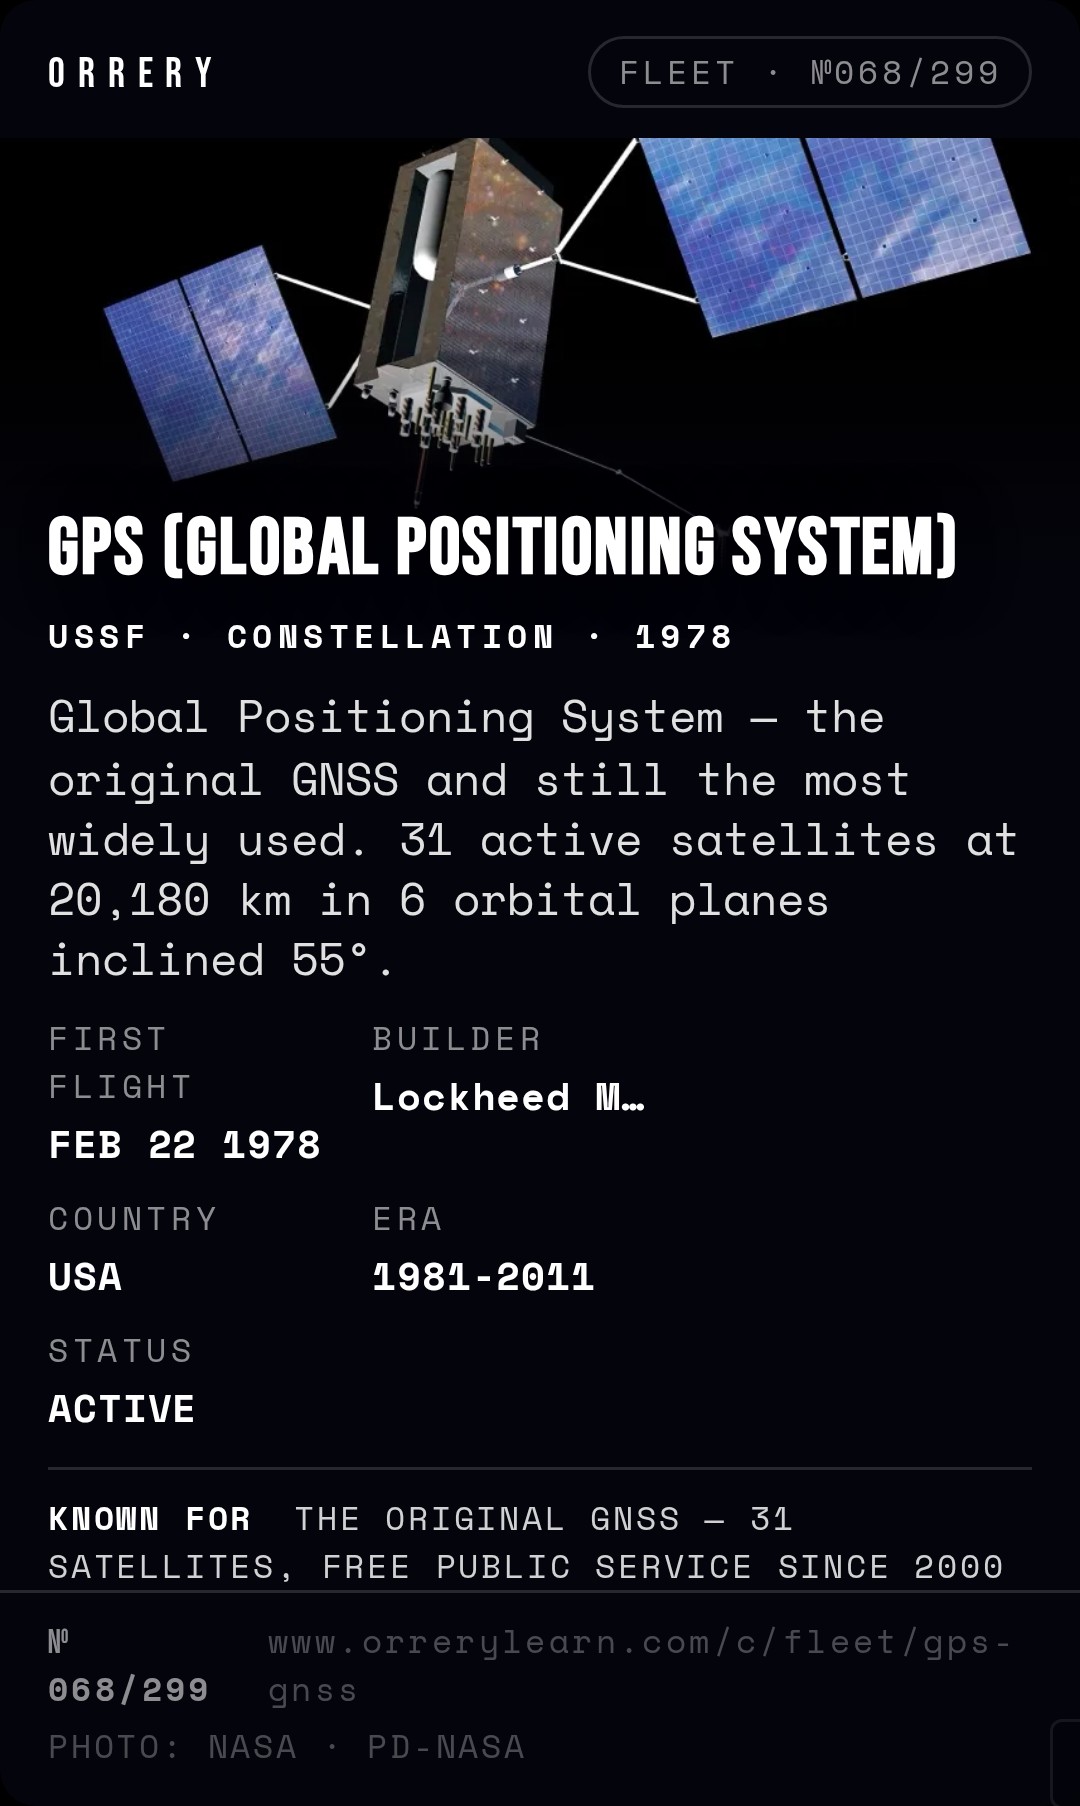 ORRERY
FLEET · №068/299
GPS (GLOBAL POSITIONING SYSTEM)
USSF · CONSTELLATION · 1978
Global Positioning System — the
original GNSS and still the most
widely used. 31 active satellites at
20,180 km in 6 orbital planes
inclined 55°.
FIRST
FLIGHT
FEB 22 1978
BUILDER
Lockheed M…
COUNTRY
USA
ERA
1981-2011
STATUS
ACTIVE
KNOWN FOR THE ORIGINAL GNSS — 31
SATELLITES, FREE PUBLIC SERVICE SINCE 2000
№
068/299
www.orrerylearn.com/c/fleet/gps-
gnss
PHOTO: NASA · PD-NASA